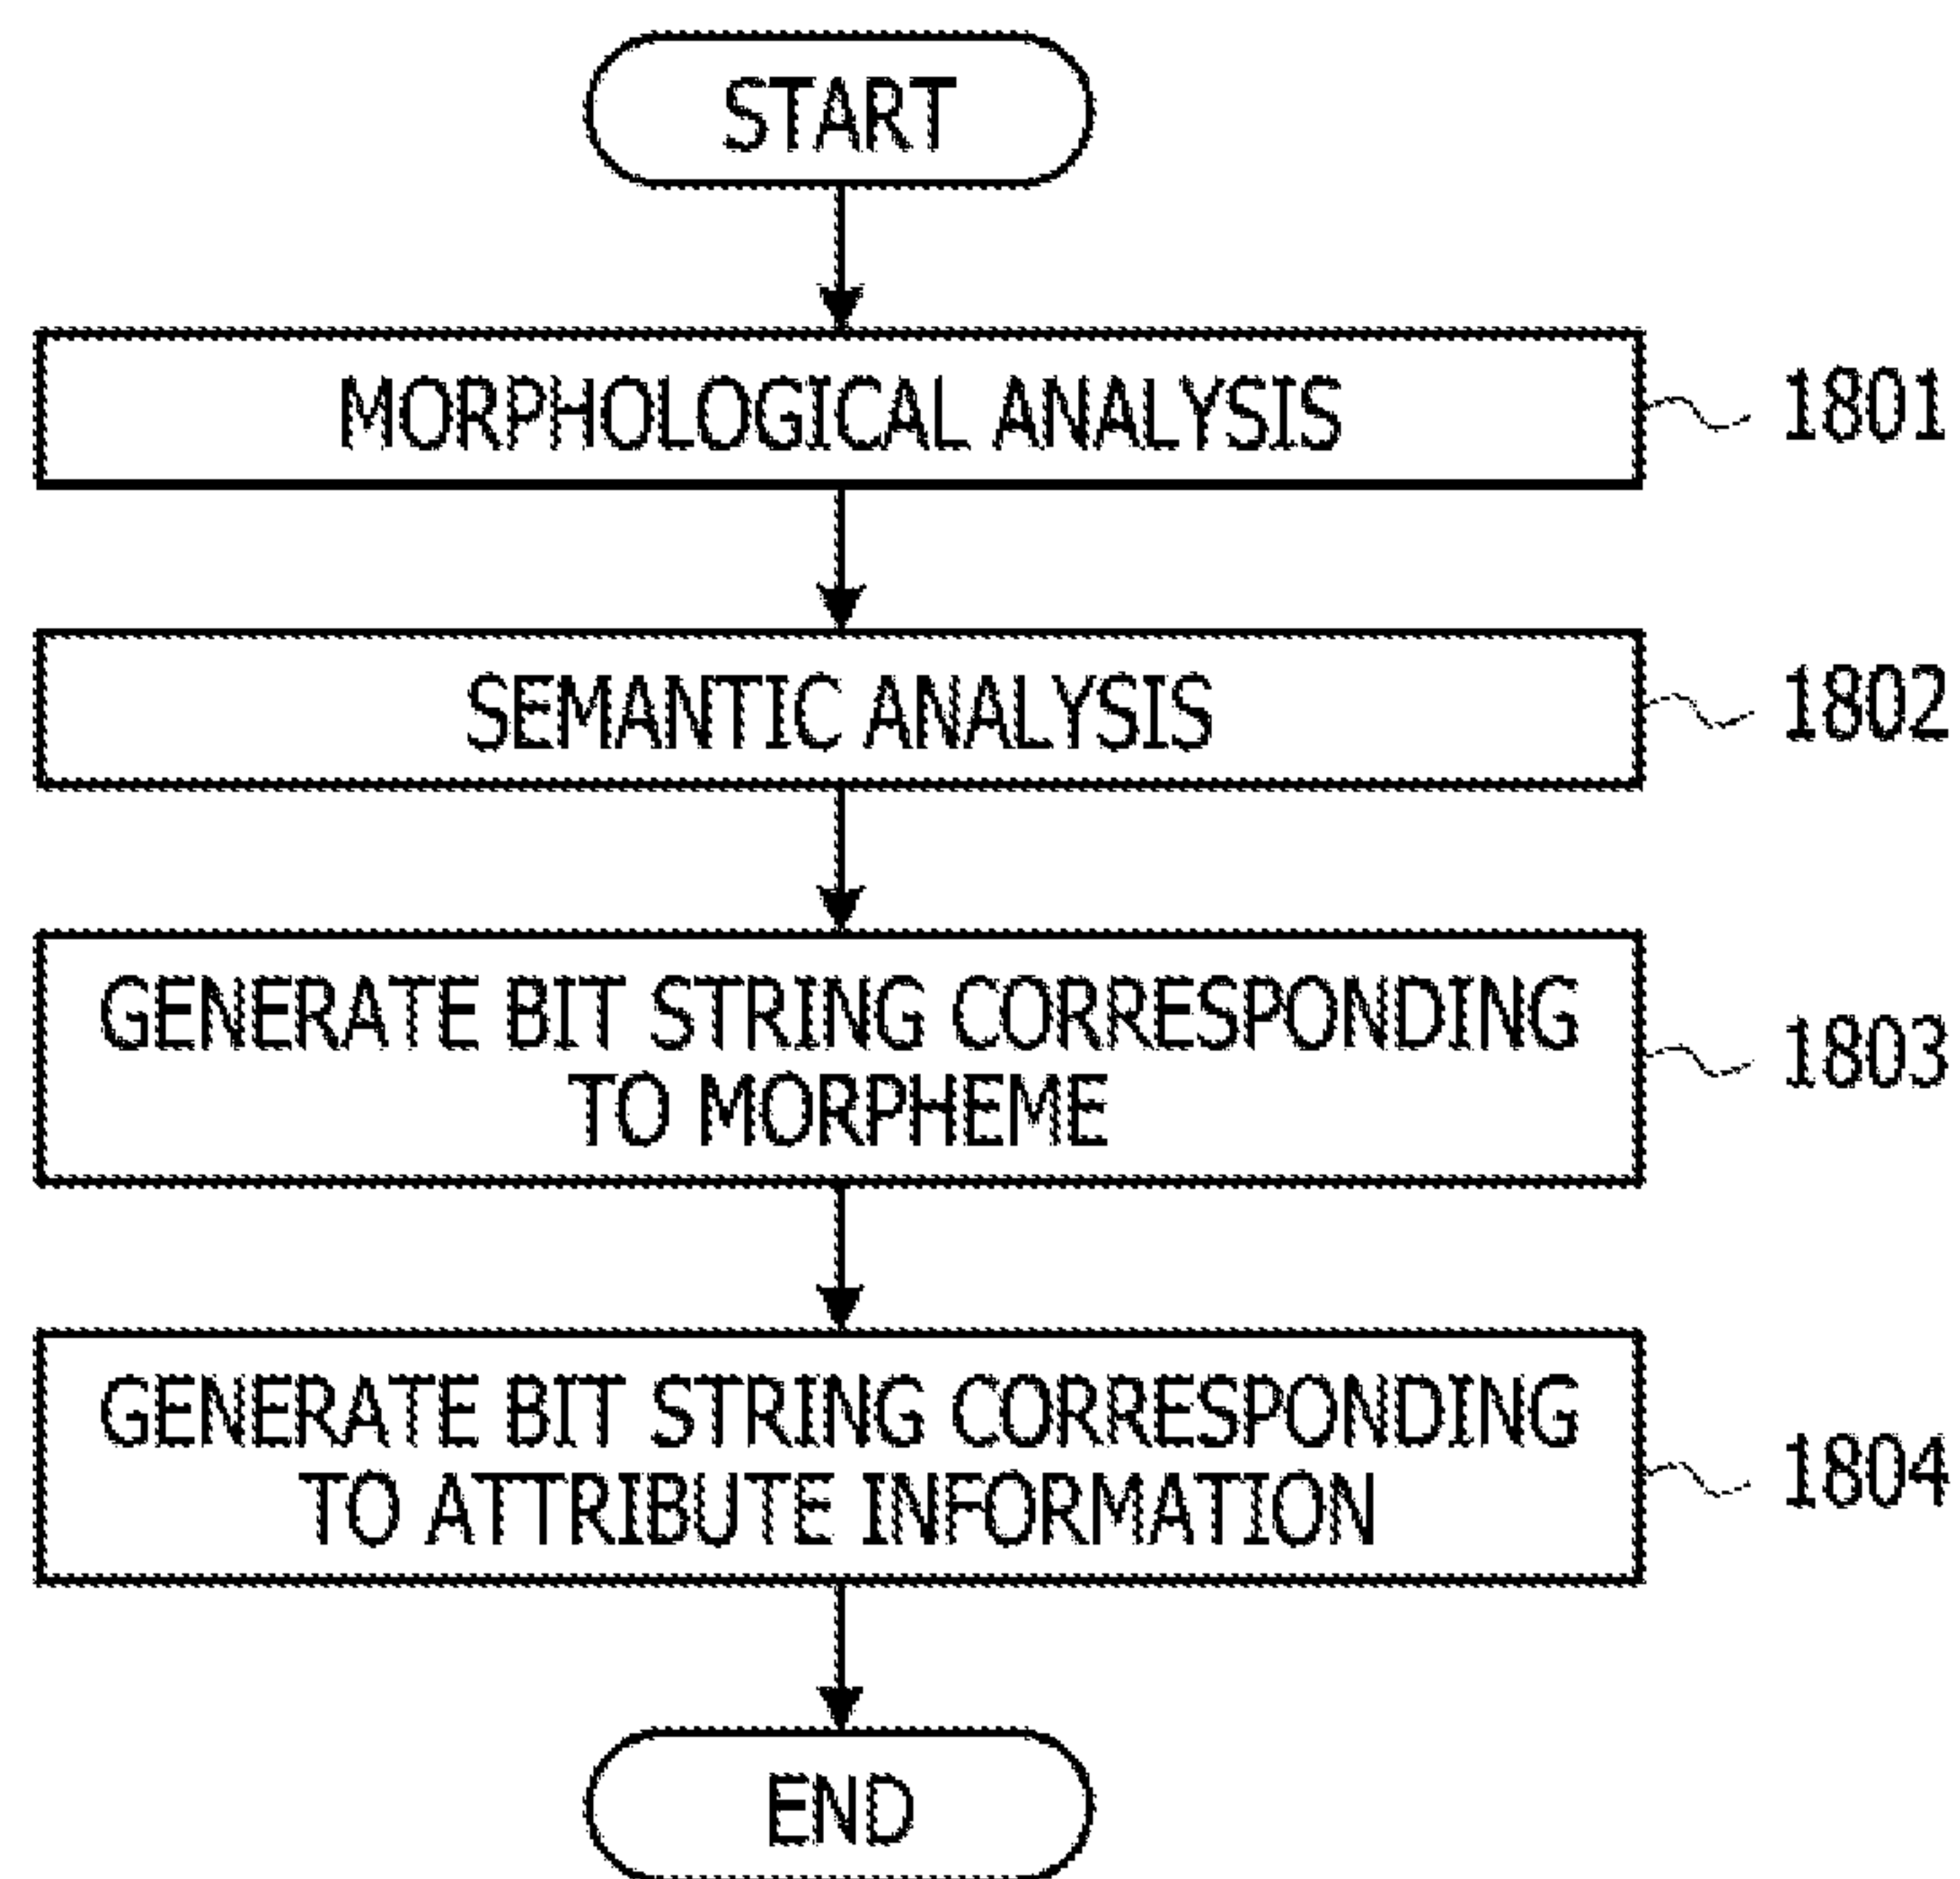 START
MORPHOLOGICAL ANALYSIS
1801
SEMANTIC ANALYSIS
1802
GENERATE BIT STRING CORRESPONDING
TO MORPHEME
1803
GENERATE BIT STRING CORRESPONDING
TO ATTRIBUTE INFORMATION
1804
END